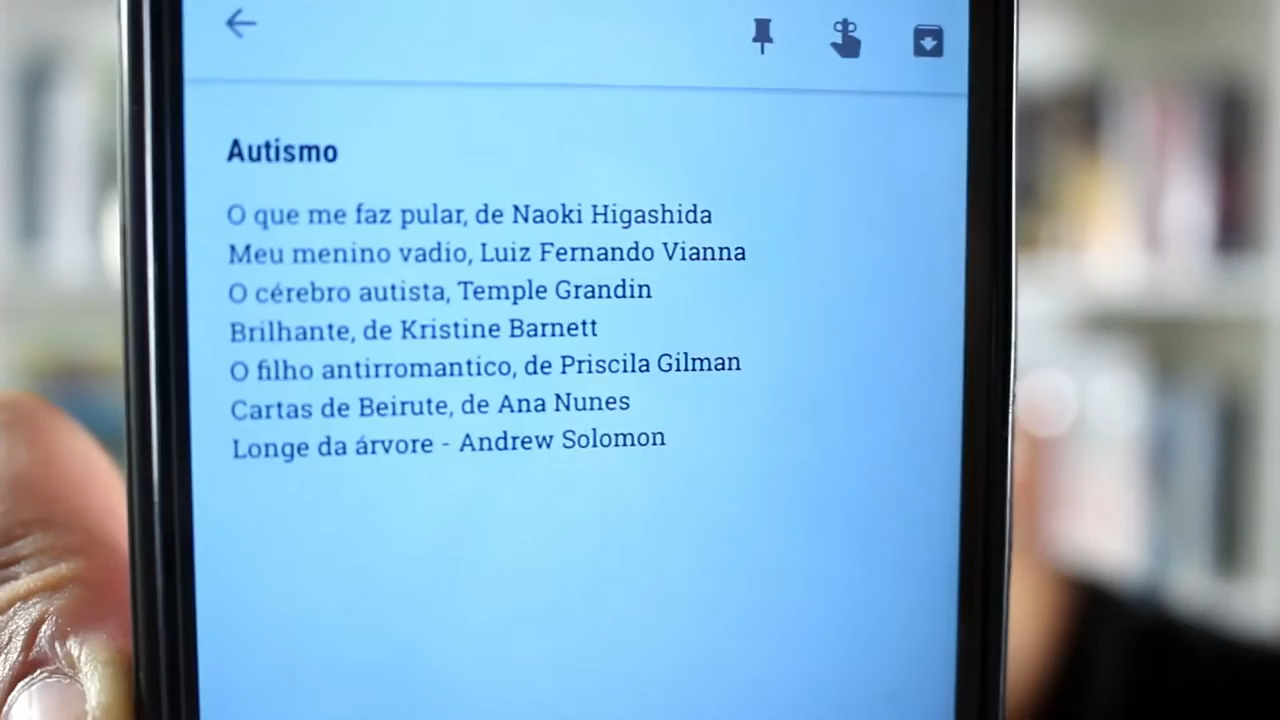 Autismo
O que me faz pular, de Naoki Higashida
Meu menino vadio, Luiz Fernando Vianna
O cérebro autista, Temple Grandin
Brilhante, de Kristine Barnett
O filho antirromantico, de Priscila Gilman
Cartas de Beirute, de Ana Nunes
Longe da árvore - Andrew Solomon